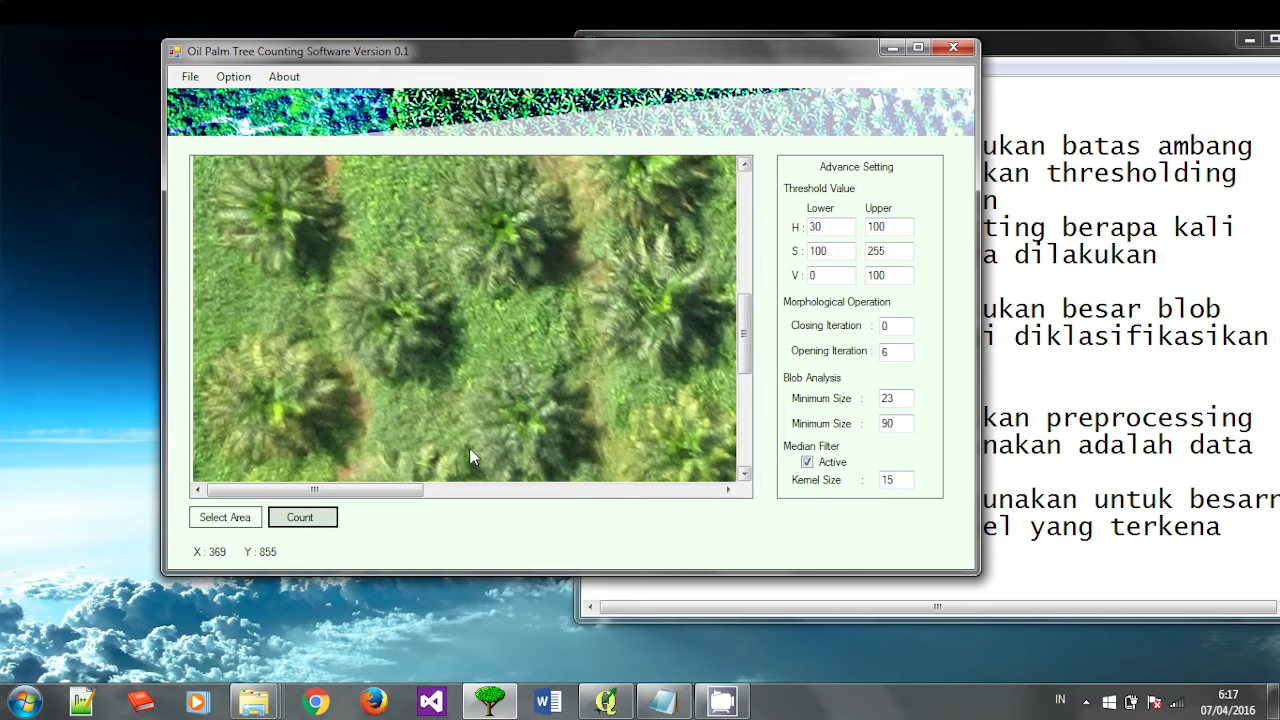 Oil Palm Tree Counting Software Version 0.1
File Option About
Advance Setting
Threshold Value
Lower Upper
H : 30 100
S : 100 255
V : 0 100
Morphological Operation
Closing Iteration : 0
Opening Iteration : 6
Blob Analysis
Minimum Size : 23
Minimum Size : 90
Median Filter
Active
Kernel Size : 15
Select Area Count
X : 369 Y : 855
ukan batas ambang
kan thresholding
n
ting berapa kali
a dilakukan
ukan besar blob
i diklasifikasikan
kan preprocessing
nakan adalah data
unakan untuk besarn
el yang terkena
IN
6:17
07/04/2016